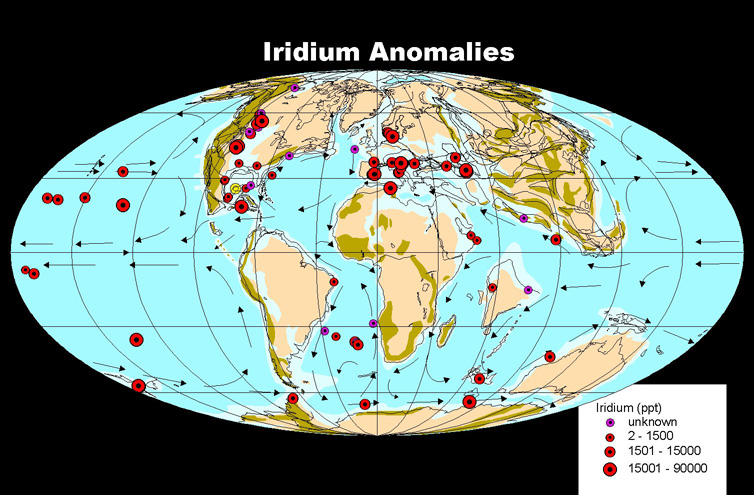 Iridium Anomalies
Iridium (ppt)
unknown
2 - 1500
1501 - 15000
15001 - 90000